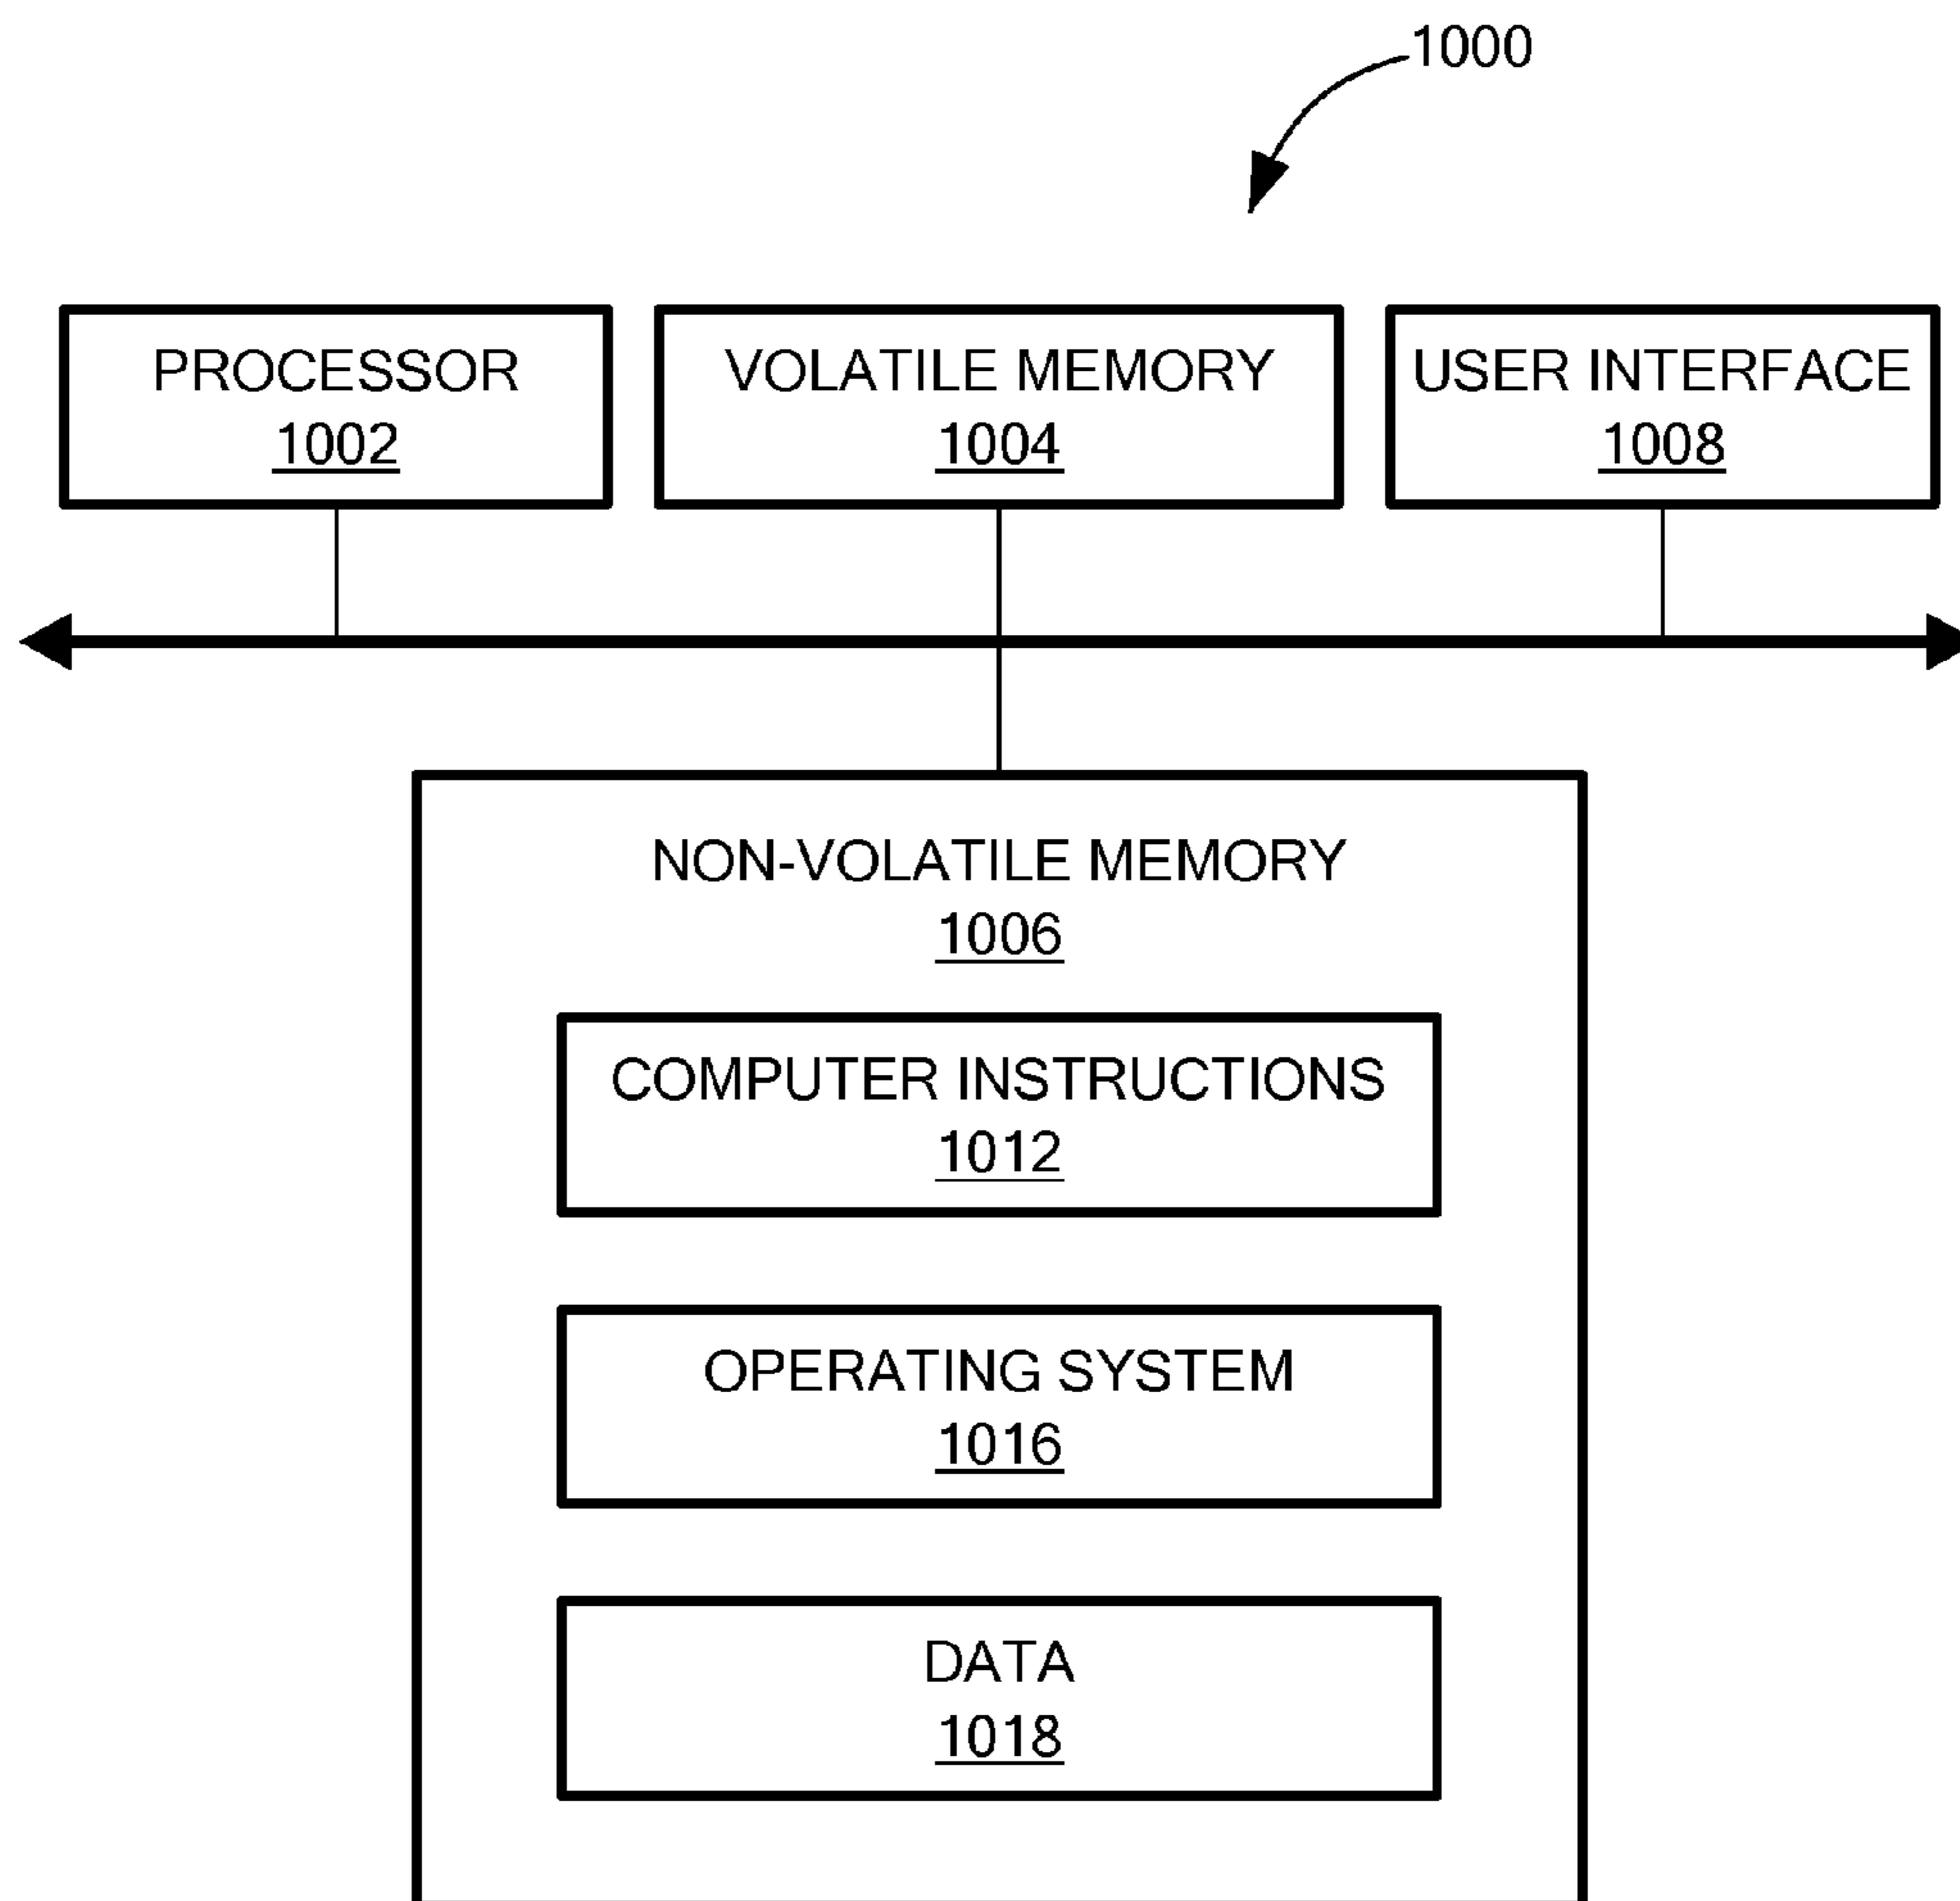 1000
PROCESSOR
1002
VOLATILE MEMORY
1004
USER INTERFACE
1008
NON-VOLATILE MEMORY
1006
COMPUTER INSTRUCTIONS
1012
OPERATING SYSTEM
1016
DATA
1018